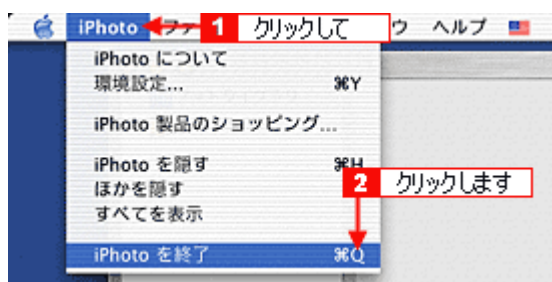 iPhoto 1 クリックして ウ ヘルプ
iPhoto について
環境設定... ⌘Y
iPhoto 製品のショッピング...
iPhoto を隠す ⌘H
ほかを隠す
2 クリックします
すべてを表示
iPhoto を終了 ⌘Q